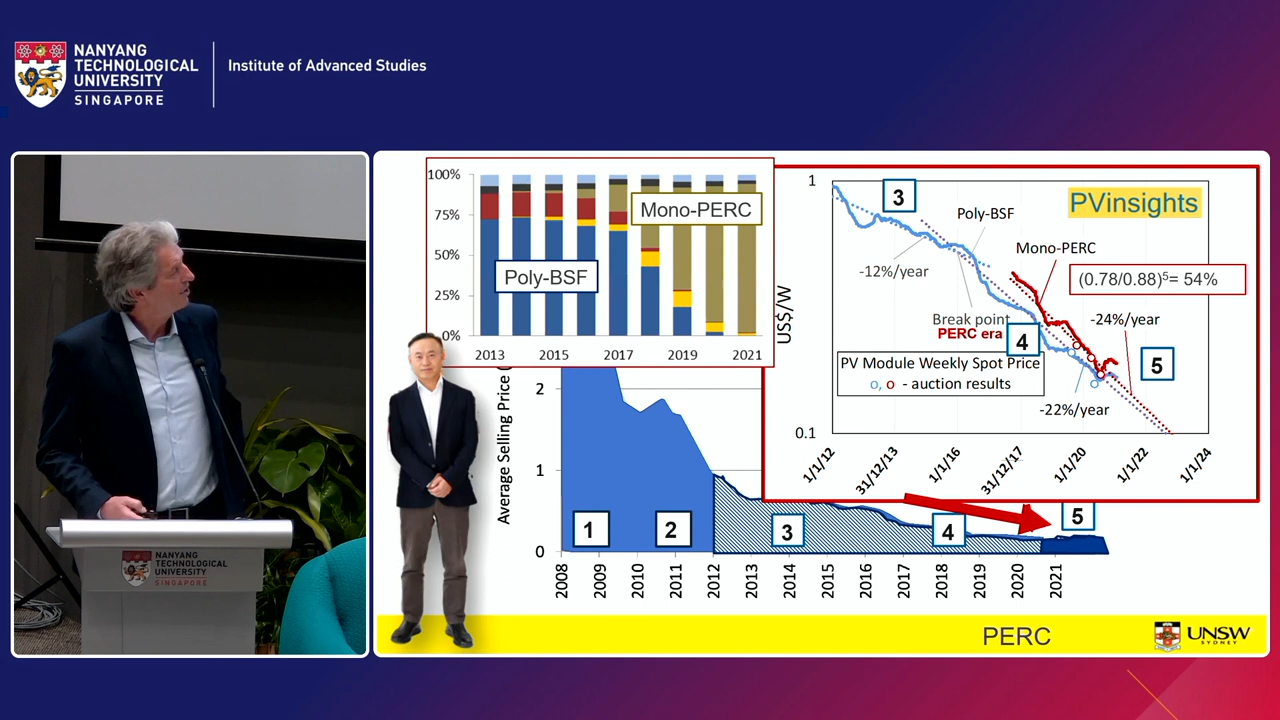 NANYANG
TECHNOLOGICAL
UNIVERSITY
SINGAPORE
Institute of Advanced Studies
NANYANG
TECHNOLOGICAL
UNIVERSITY
SINGAPORE
100%
75%
50%
25%
0%
Mono-PERC
Poly-BSF
2013
2015
2017
2019
2021
US$/W
1
0.1
3
PVinsights
Poly-BSF
Mono-PERC
-12%/year
(0.78/0.88)⁵= 54%
Break point
PERC era
4
-24%/year
5
PV Module Weekly Spot Price
o, o - auction results
-22%/year
1/1/12
31/12/13
1/1/16
31/12/17
1/1/20
1/1/22
1/1/24
Average Selling Price (
2
1
0
1
2
3
4
5
2008
2009
2010
2011
2012
2013
2014
2015
2016
2017
2018
2019
2020
2021
PERC
UNSW
SYDNEY